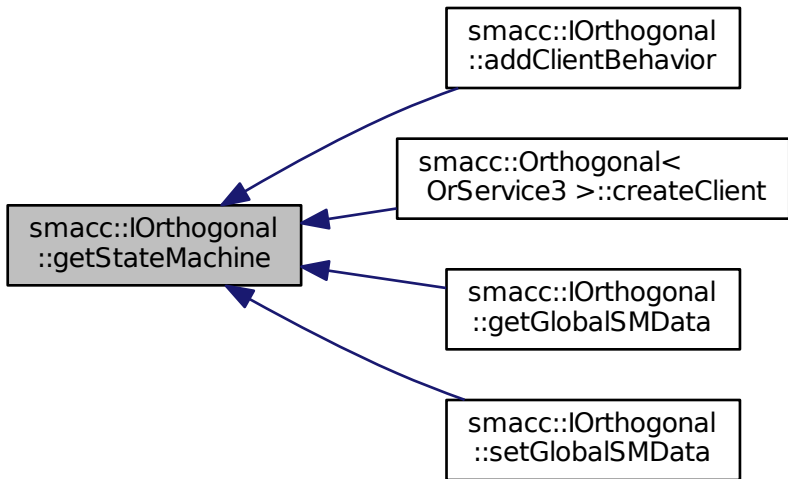 smacc::IOrthogonal
::addClientBehavior
smacc::Orthogonal<
OrService3 >::createClient
smacc::IOrthogonal
::getStateMachine
smacc::IOrthogonal
::getGlobalSMData
smacc::IOrthogonal
::setGlobalSMData